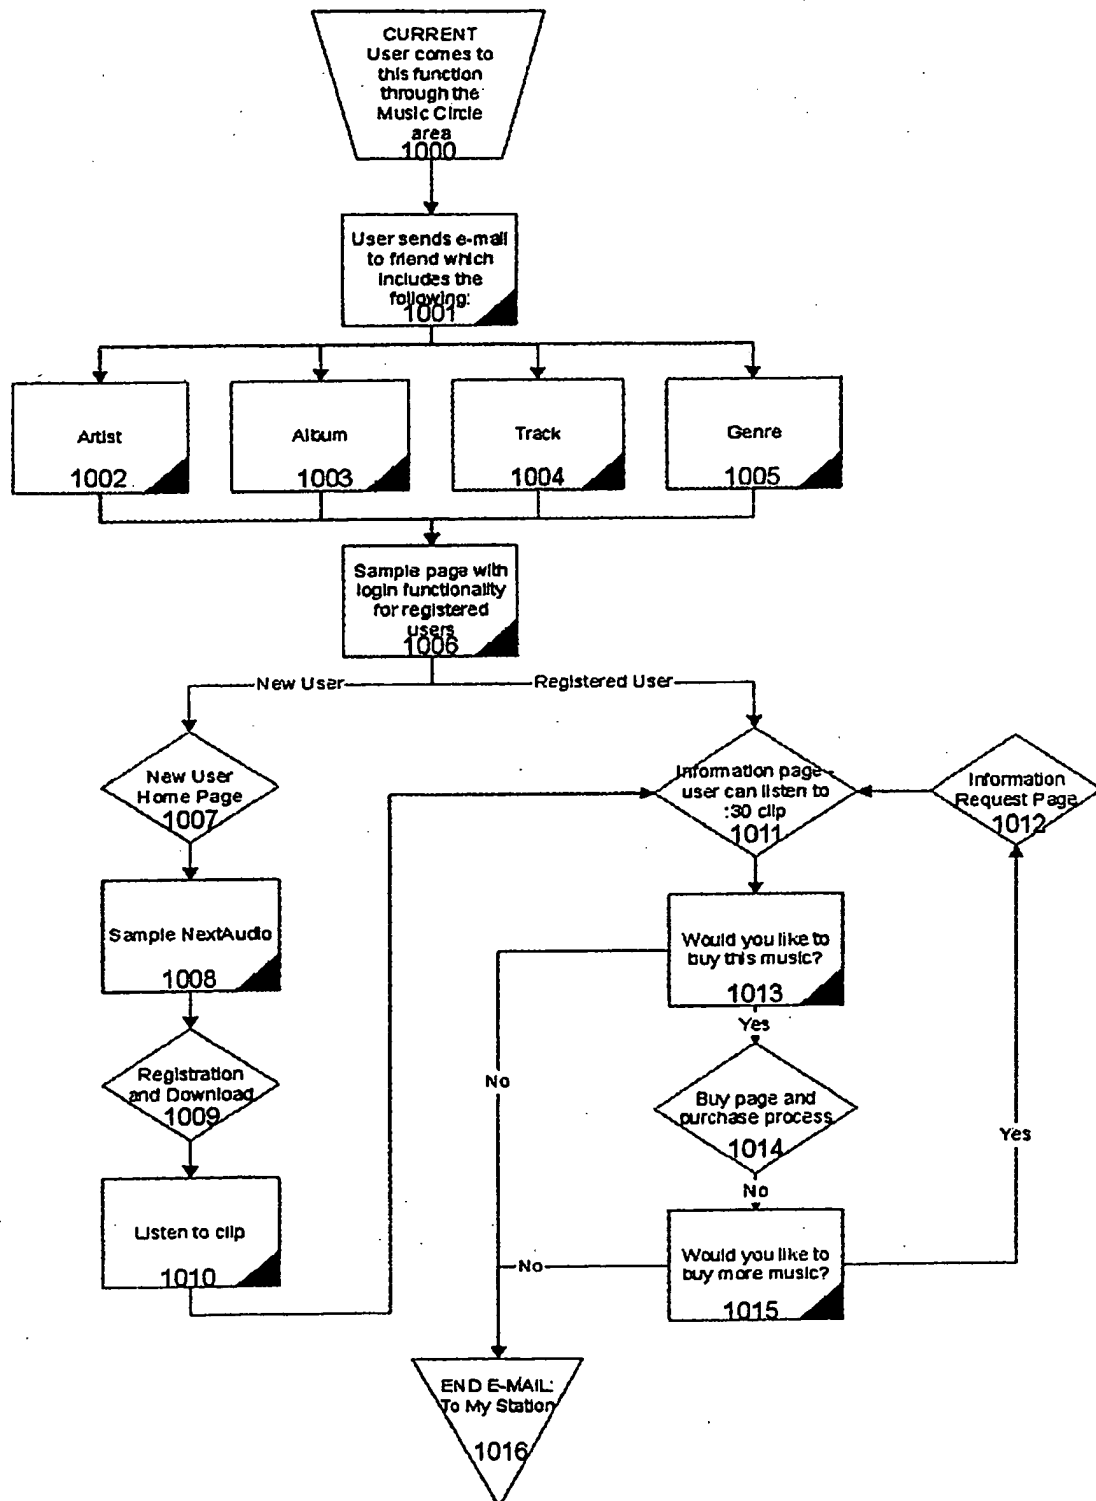 CURRENT
User comes to
this function
through the
Music Circle
area
1000
User sends e-mail
to friend which
includes the
following:
1001
Artist
1002
Album
1003
Track
1004
Genre
1005
Sample page with
login functionality
for registered
users
1006
New User
Registered User
New User
Home Page
1007
Information page-
user can listen to
:30 clip
1011
Information
Request Page
1012
Sample NextAudio
1008
Would you like to
buy this music?
1013
Yes
Registration
and Download
1009
No
Buy page and
purchase process
1014
Yes
No
Listen to clip
1010
Would you like to
buy more music?
1015
No
END E-MAIL:
To My Station
1016